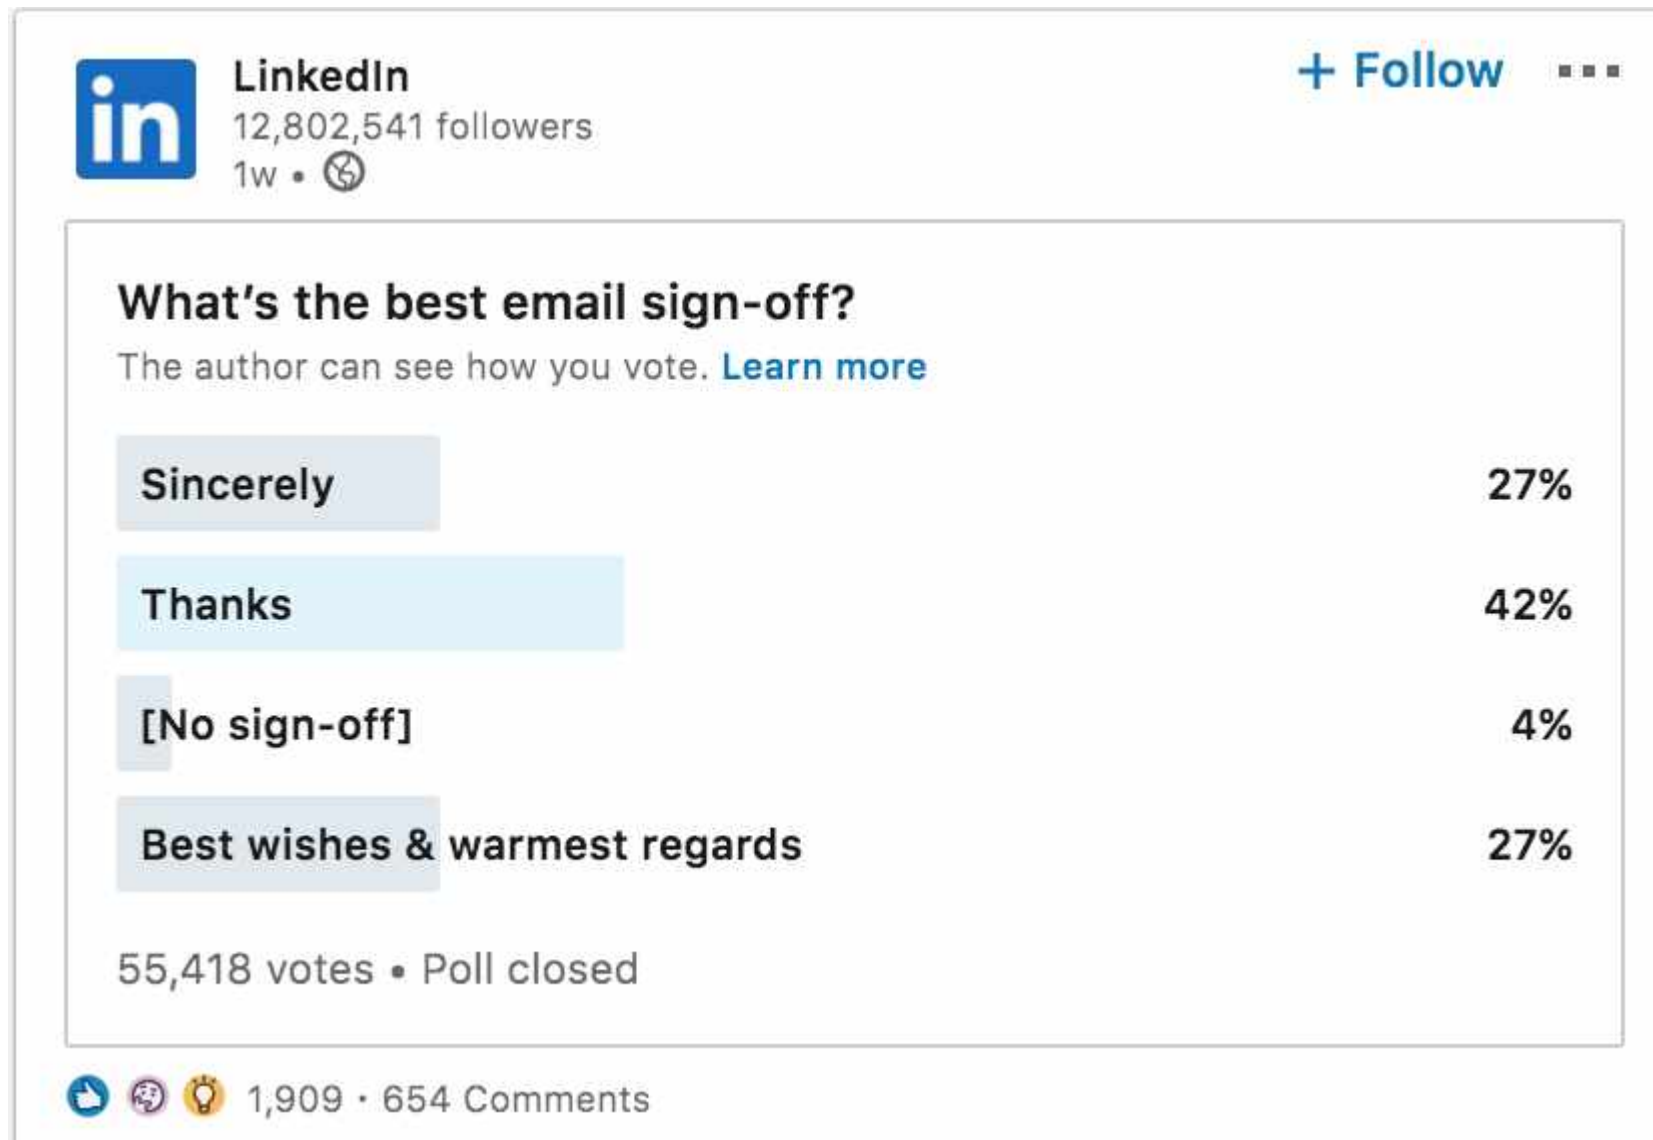 in
LinkedIn
+ Follow
12,802,541 followers
1w •
What's the best email sign-off?
The author can see how you vote. Learn more
Sincerely 27%
Thanks 42%
[No sign-off] 4%
Best wishes & warmest regards 27%
55,418 votes • Poll closed
1,909 · 654 Comments